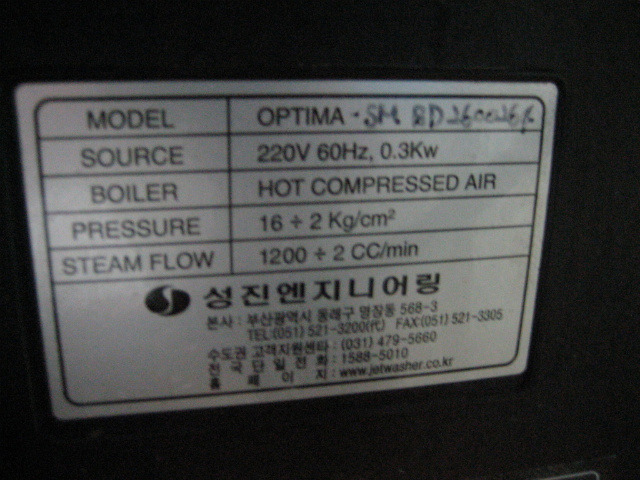 MODEL OPTIMA - SM
SOURCE 220V 60Hz, 0.3Kw
BOILER HOT COMPRESSED AIR
PRESSURE 16 ÷ 2 Kg/cm²
STEAM FLOW 1200 ÷ 2 CC/min
성진엔지니어링
본사 : 부산광역시 동래구 명장동 568-3
TEL:(051) 521-3200(代) FAX:(051) 521-3305
수도권 고객지원센타 : (031) 479-5660
전국단일전화 : 1588-5010
홈페이지 : www.jetwasher.co.kr